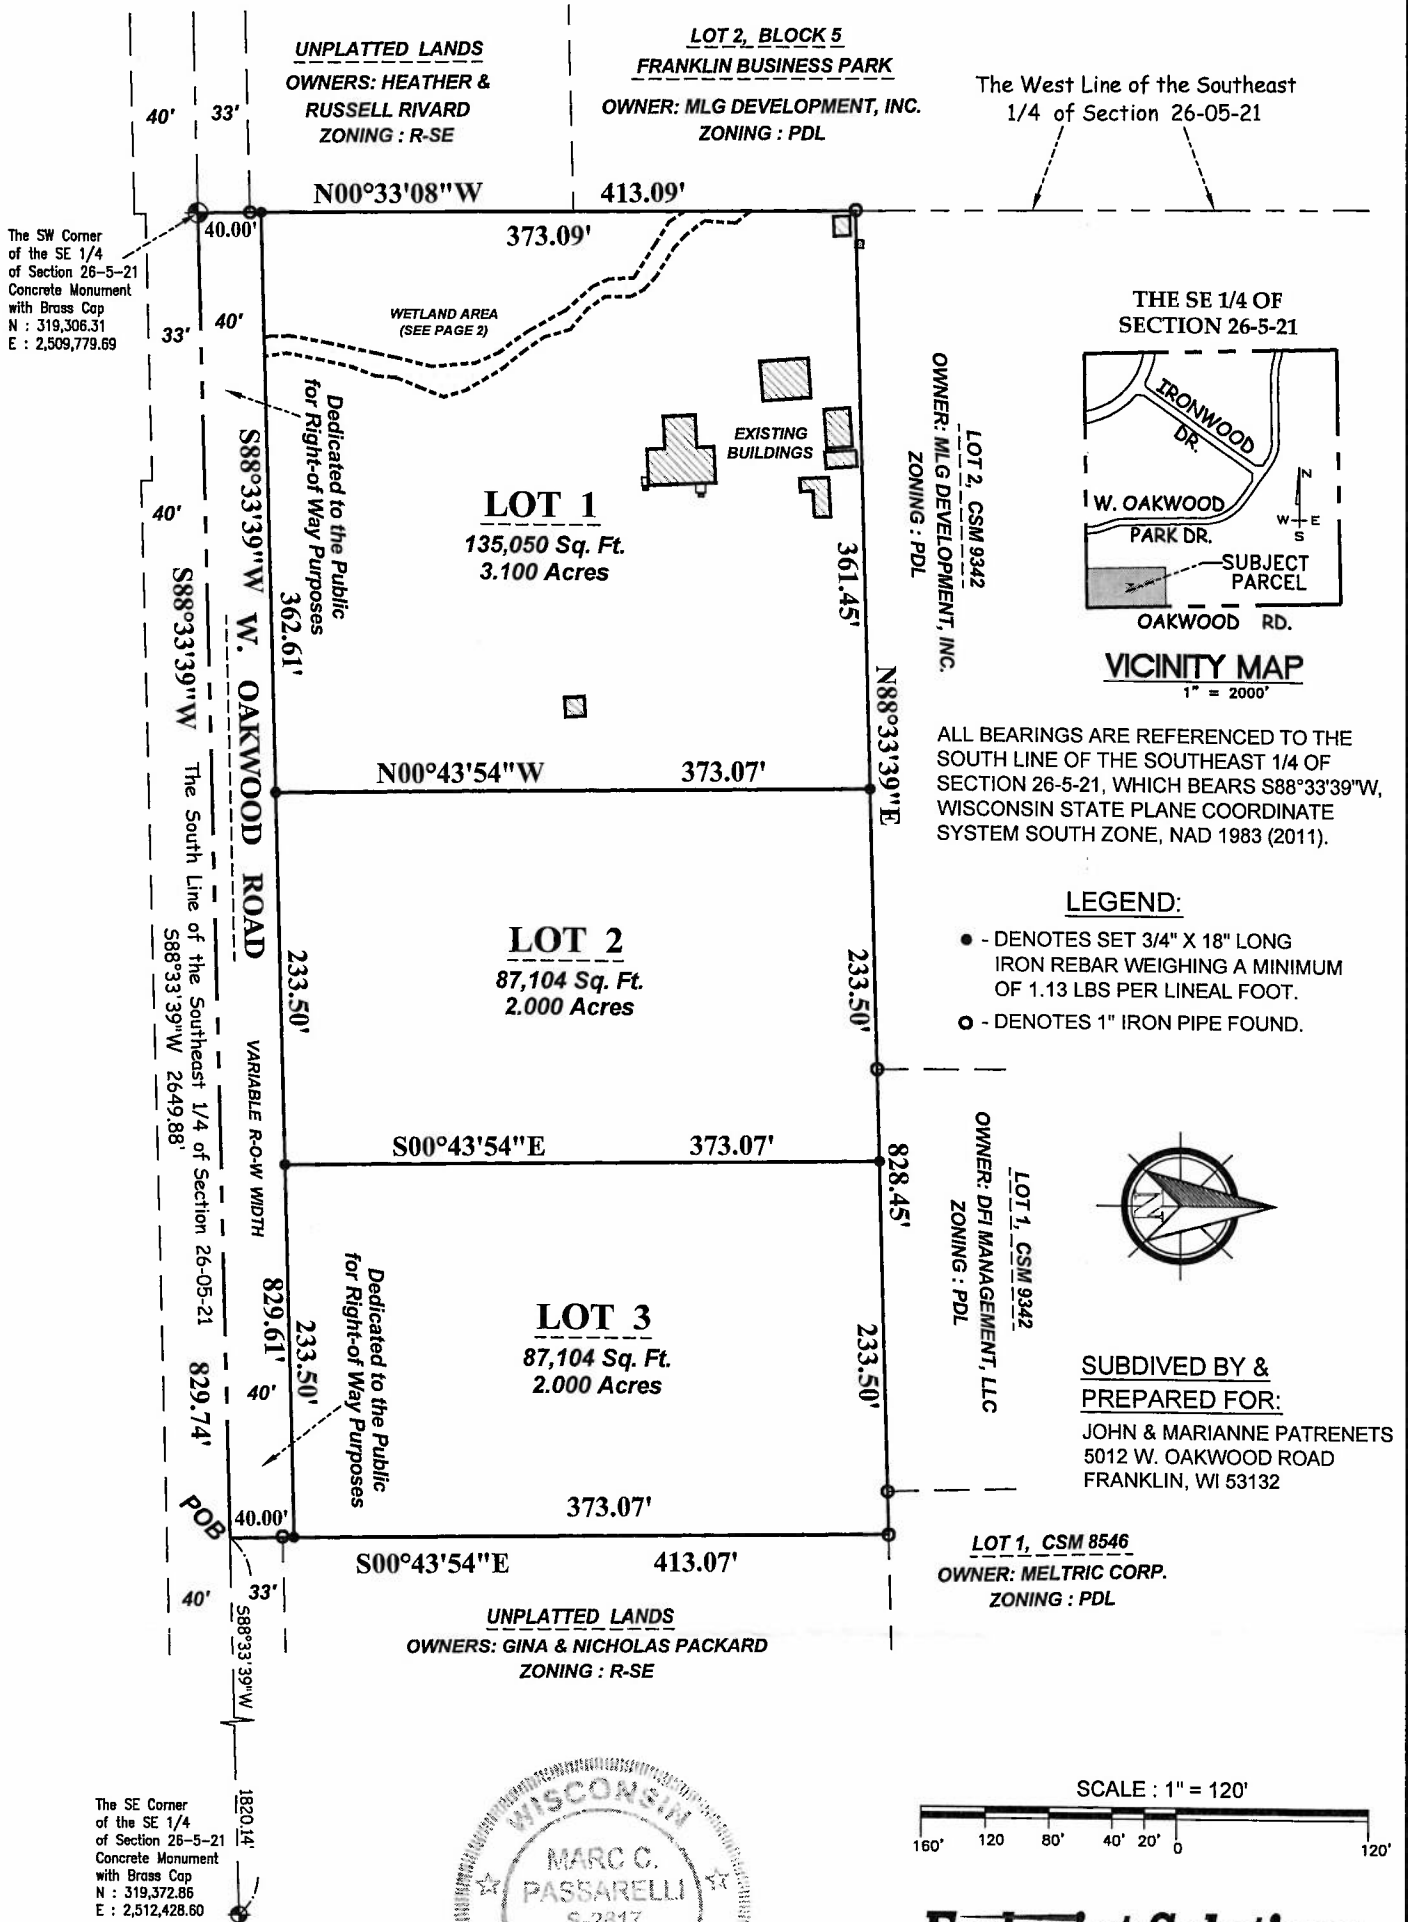 UNPLATTED LANDS
OWNERS: HEATHER &
RUSSELL RIVARD
ZONING : R-SE
LOT 2, BLOCK 5
FRANKLIN BUSINESS PARK
OWNER: MLG DEVELOPMENT, INC.
ZONING : PDL
The West Line of the Southeast
1/4 of Section 26-05-21
40'
33'
N00°33'08"W
413.09'
40.00'
373.09'
The SW Corner
of the SE 1/4
of Section 26-5-21
Concrete Monument
with Brass Cap
N : 319,306.31
E : 2,509,779.69
33'
40'
WETLAND AREA
(SEE PAGE 2)
Dedicated to the Public
for Right-of Way Purposes
EXISTING
BUILDINGS
LOT 1
135,050 Sq. Ft.
3.100 Acres
40'
S88°33'39"W
362.61'
361.45'
LOT 2, CSM 9342
OWNER: MLG DEVELOPMENT, INC.
ZONING : PDL
THE SE 1/4 OF
SECTION 26-5-21
IRONWOOD
DR.
W. OAKWOOD
PARK DR.
N
W E
S
SUBJECT
PARCEL
OAKWOOD RD.
VICINITY MAP
1" = 2000'
ALL BEARINGS ARE REFERENCED TO THE
SOUTH LINE OF THE SOUTHEAST 1/4 OF
SECTION 26-5-21, WHICH BEARS S88°33'39"W,
WISCONSIN STATE PLANE COORDINATE
SYSTEM SOUTH ZONE, NAD 1983 (2011).
S88°33'39"W
The South Line of the Southeast 1/4 of Section 26-05-21
S88°33'39"W 2649.88'
829.74'
W. OAKWOOD ROAD
VARIABLE R-O-W WIDTH
N00°43'54"W
373.07'
N88°33'39"E
828.45'
LOT 2
87,104 Sq. Ft.
2.000 Acres
233.50'
233.50'
LEGEND:
- DENOTES SET 3/4" X 18" LONG
IRON REBAR WEIGHING A MINIMUM
OF 1.13 LBS PER LINEAL FOOT.
- DENOTES 1" IRON PIPE FOUND.
S00°43'54"E
373.07'
LOT 1, CSM 9342
OWNER: DFI MANAGEMENT, LLC
ZONING : PDL
N
LOT 3
87,104 Sq. Ft.
2.000 Acres
829.61'
233.50'
233.50'
40'
Dedicated to the Public
for Right-of Way Purposes
SUBDIVED BY &
PREPARED FOR:
JOHN & MARIANNE PATRENETS
5012 W. OAKWOOD ROAD
FRANKLIN, WI 53132
POB
40.00'
373.07'
S00°43'54"E
413.07'
40'
33'
LOT 1, CSM 8546
OWNER: MELTRIC CORP.
ZONING : PDL
UNPLATTED LANDS
OWNERS: GINA & NICHOLAS PACKARD
ZONING : R-SE
S88°33'39"W
1820.14'
The SE Corner
of the SE 1/4
of Section 26-5-21
Concrete Monument
with Brass Cap
N : 319,372.86
E : 2,512,428.60
WISCONSIN
MARC C.
PASSARELLI
S-2817
SCALE : 1" = 120'
160' 120 80' 40' 20' 0 120'